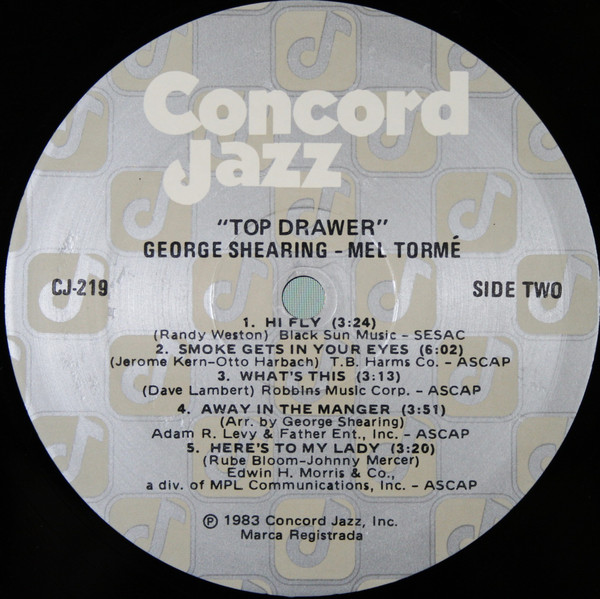 Concord
Jazz
"TOP DRAWER"
GEORGE SHEARING – MEL TORMÉ
CJ-219
SIDE TWO
1. HI FLY (3:24)
(Randy Weston) Black Sun Music – SESAC
2. SMOKE GETS IN YOUR EYES (6:02)
(Jerome Kern–Otto Harbach) T.B. Harms Co. – ASCAP
3. WHAT'S THIS (3:13)
(Dave Lambert) Robbins Music Corp. – ASCAP
4. AWAY IN THE MANGER (3:51)
(Arr. by George Shearing)
Adam R. Levy & Father Ent., Inc. – ASCAP
5. HERE'S TO MY LADY (3:20)
(Rube Bloom–Johnny Mercer)
Edwin H. Morris & Co.,
a div. of MPL Communications, Inc. – ASCAP
℗ 1983 Concord Jazz, Inc.
Marca Registrada